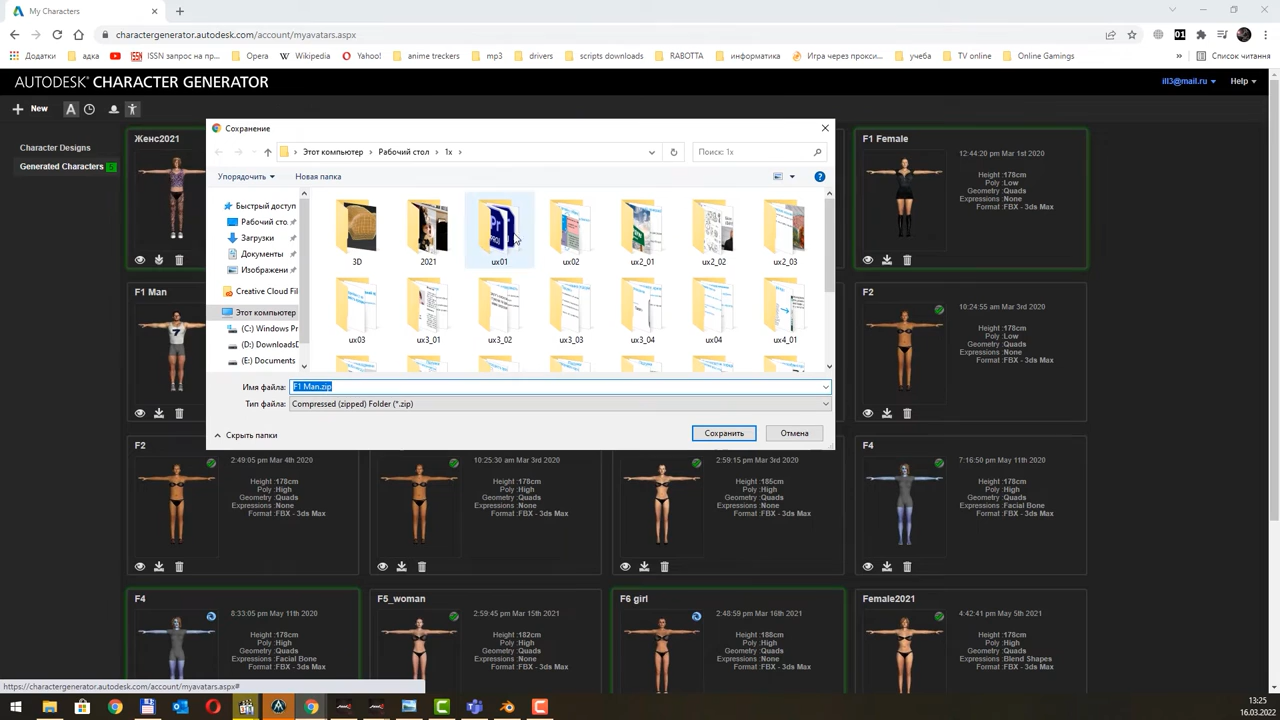 My Characters
charactergenerator.autodesk.com/account/myavatars.aspx
Додатки
адка
ISSN запрос на пр...
Opera
Wikipedia
Yahoo!
anime treckers
mp3
drivers
scripts downloads
RABOTTA
информатика
Игра через прокси...
учеба
TV online
Online Gamings
»
Список читання
AUTODESK® CHARACTER GENERATOR
ill3@mail.ru
Help
New
Character Designs
Generated Characters
Женс2021
F1 Female
12:44:20 pm Mar 1st 2020
Height :178cm
Poly :Low
Geometry :Quads
Expressions :None
Format :FBX - 3ds Max
Сохранение
Этот компьютер
Рабочий стол
1x
Поиск: 1x
Упорядочить
Новая папка
Быстрый доступ
Рабочий сто
Загрузки
Документы
Изображени
Creative Cloud Fil
Этот компьютер
(C:) Windows Pr
(D:) DownloadsD
(E:) Documents
3D
2021
ux01
ux02
ux2_01
ux2_02
ux2_03
ux03
ux3_01
ux3_02
ux3_03
ux3_04
ux04
ux4_01
Имя файла:
F1 Man.zip
Тип файла:
Compressed (zipped) Folder (*.zip)
Скрыть папки
Сохранить
Отмена
F1 Man
F2
10:24:55 am Mar 3rd 2020
Height :178cm
Poly :High
Geometry :Quads
Expressions :None
Format :FBX - 3ds Max
F2
2:49:05 pm Mar 4th 2020
Height :178cm
Poly :High
Geometry :Quads
Expressions :None
Format :FBX - 3ds Max
10:25:30 am Mar 3rd 2020
Height :178cm
Poly :High
Geometry :Quads
Expressions :None
Format :FBX - 3ds Max
2:59:15 pm Mar 3rd 2020
Height :185cm
Poly :High
Geometry :Quads
Expressions :None
Format :FBX - 3ds Max
F4
7:16:50 pm May 11th 2020
Height :178cm
Poly :High
Geometry :Quads
Expressions :Facial Bone
Format :FBX - 3ds Max
F4
8:33:05 pm May 11th 2020
Height :178cm
Poly :High
Geometry :Quads
Expressions :Facial Bone
Format :FBX - 3ds Max
F5_woman
2:59:45 pm Mar 15th 2021
Height :182cm
Poly :High
Geometry :Quads
Expressions :None
Format :FBX - 3ds Max
F6 girl
2:48:59 pm Mar 16th 2021
Height :188cm
Poly :High
Geometry :Quads
Expressions :None
Format :FBX - 3ds Max
Female2021
4:42:41 pm May 5th 2021
Height :178cm
Poly :High
Geometry :Quads
Expressions :Blend Shapes
Format :FBX - 3ds Max
https://charactergenerator.autodesk.com/account/myavatars.aspx#
13:25
16.03.2022